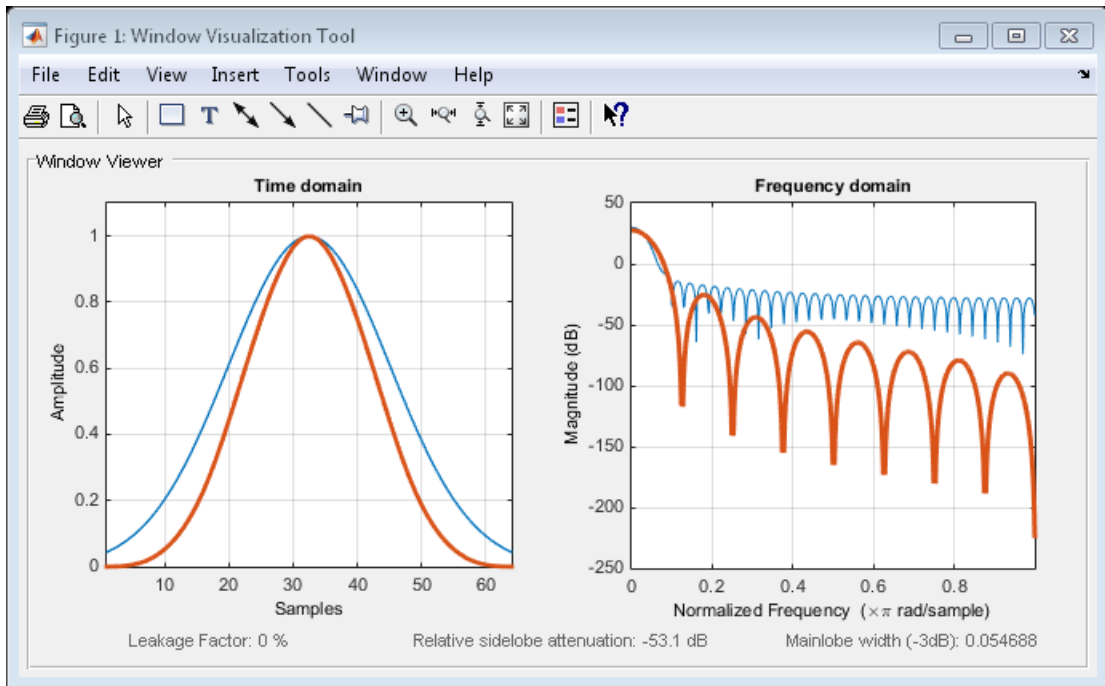 Figure 1: Window Visualization Tool
File Edit View Insert Tools Window Help
T
?
Window Viewer
Time domain
1
0.8
0.6
0.4
0.2
0
Amplitude
10 20 30 40 50 60
Samples
Frequency domain
50
0
-50
-100
-150
-200
-250
Magnitude (dB)
0 0.2 0.4 0.6 0.8
Normalized Frequency (×π rad/sample)
Leakage Factor: 0 % Relative sidelobe attenuation: -53.1 dB Mainlobe width (-3dB): 0.054688